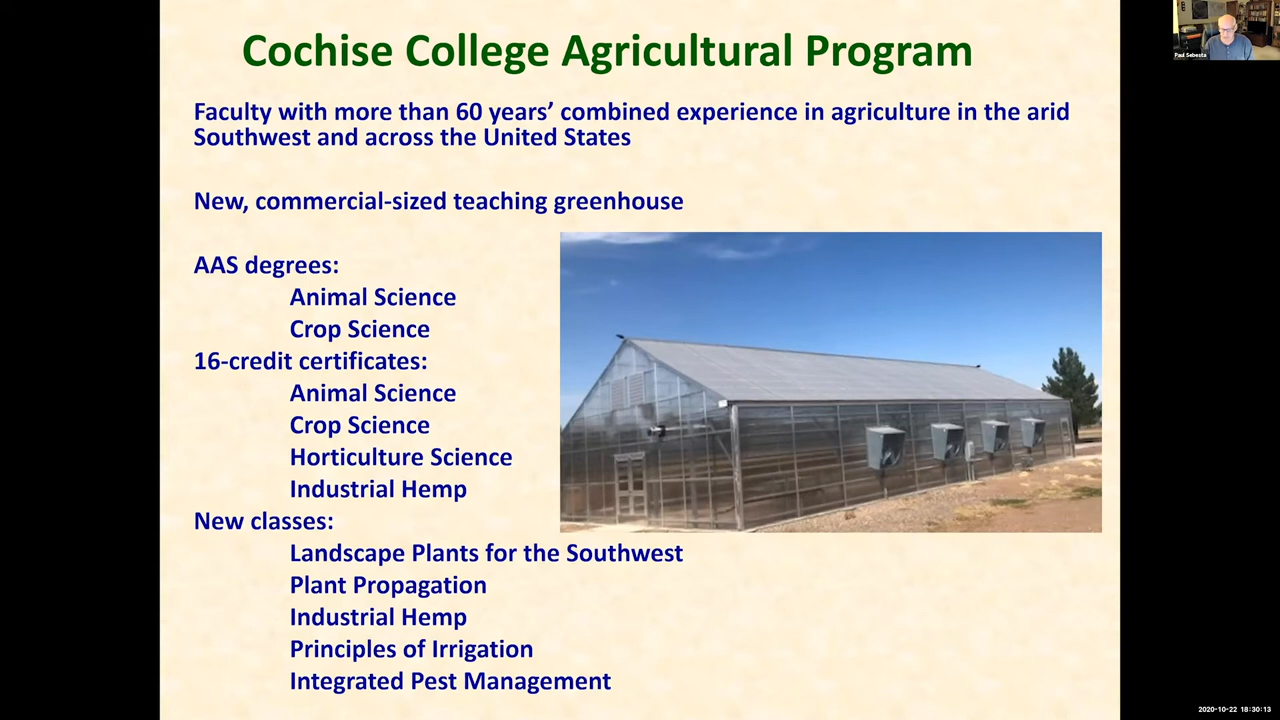 Cochise College Agricultural Program
Faculty with more than 60 years’ combined experience in agriculture in the arid
Southwest and across the United States
New, commercial-sized teaching greenhouse
AAS degrees:
Animal Science
Crop Science
16-credit certificates:
Animal Science
Crop Science
Horticulture Science
Industrial Hemp
New classes:
Landscape Plants for the Southwest
Plant Propagation
Industrial Hemp
Principles of Irrigation
Integrated Pest Management
Paul Sebesta
2020-10-22 18:30:13